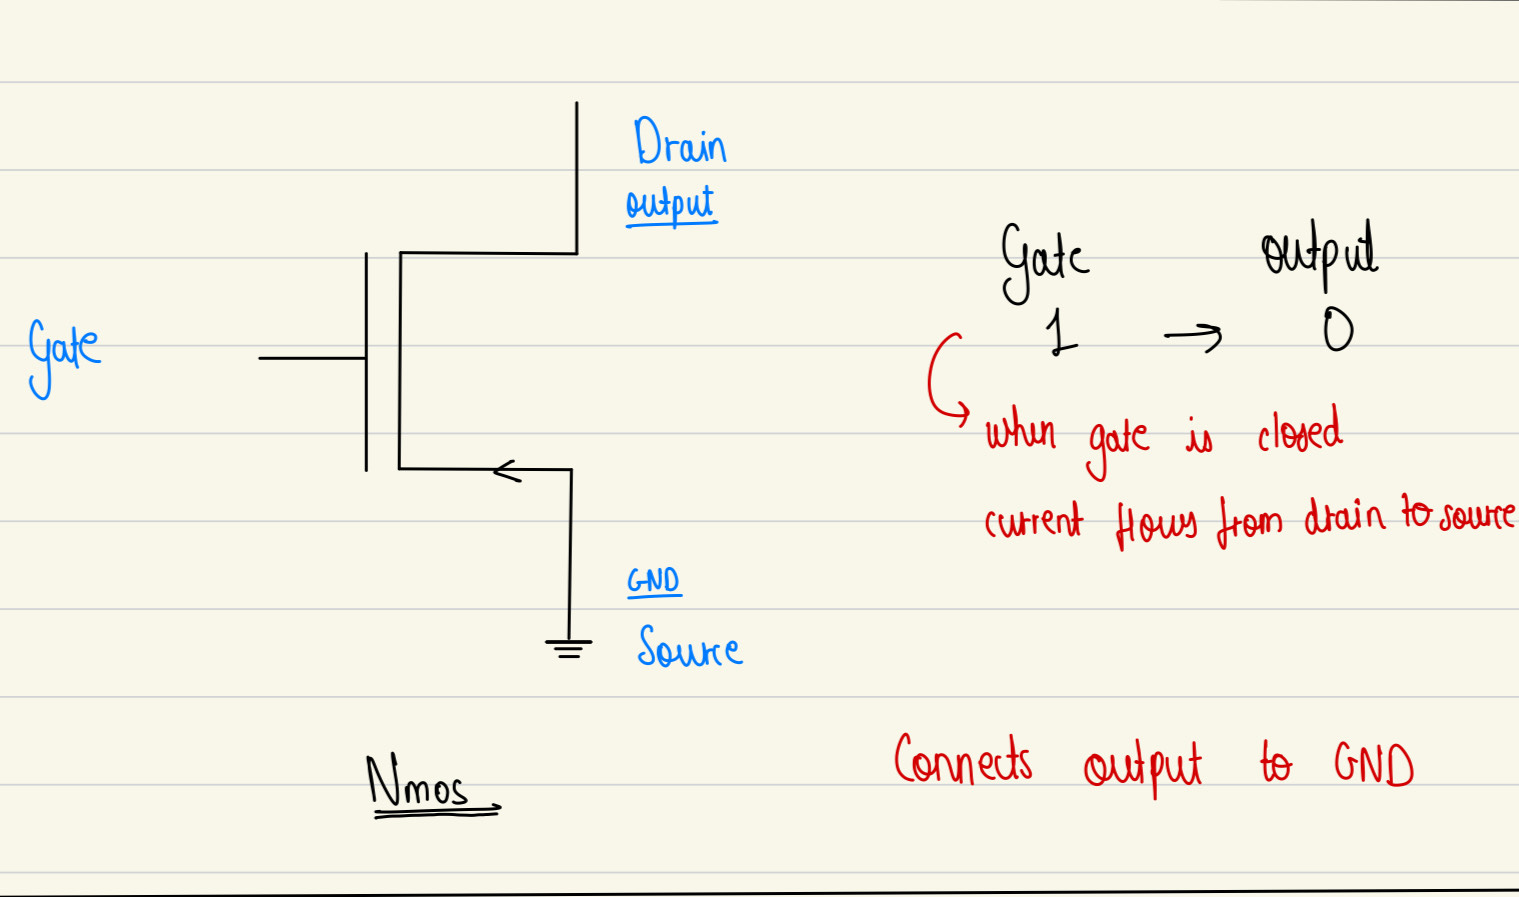 Drain
output
Gate output
Gate
1 → 0
when gate is closed
current flows from drain to source
GND
Source
Nmos
Connects output to GND